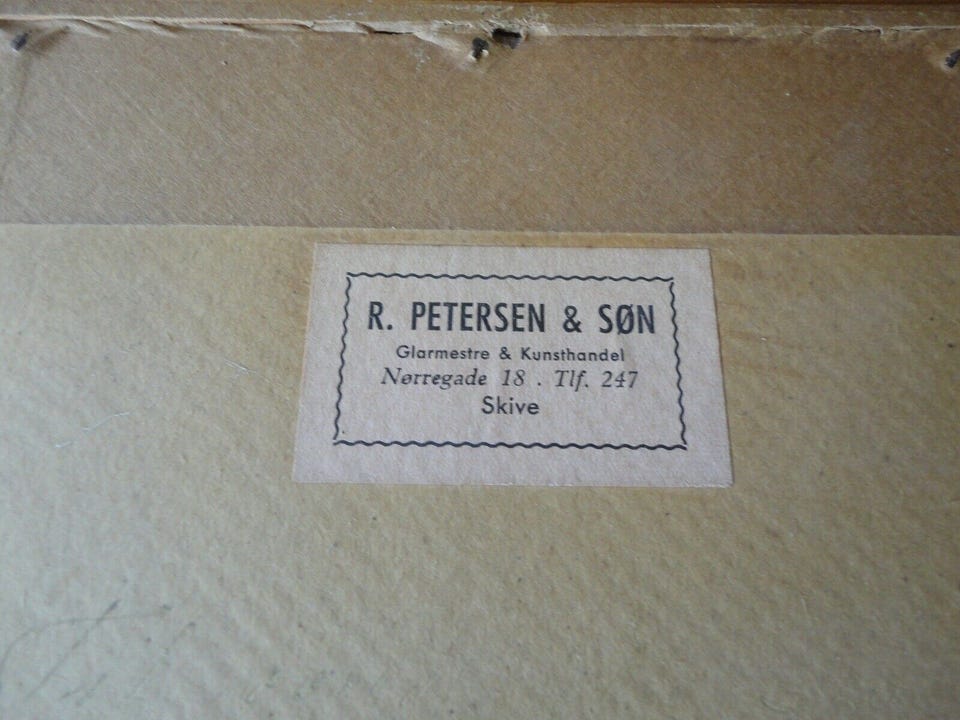 R. PETERSEN & SØN
Glarmestre & Kunsthandel
Nørregade 18 . Tlf. 247
Skive